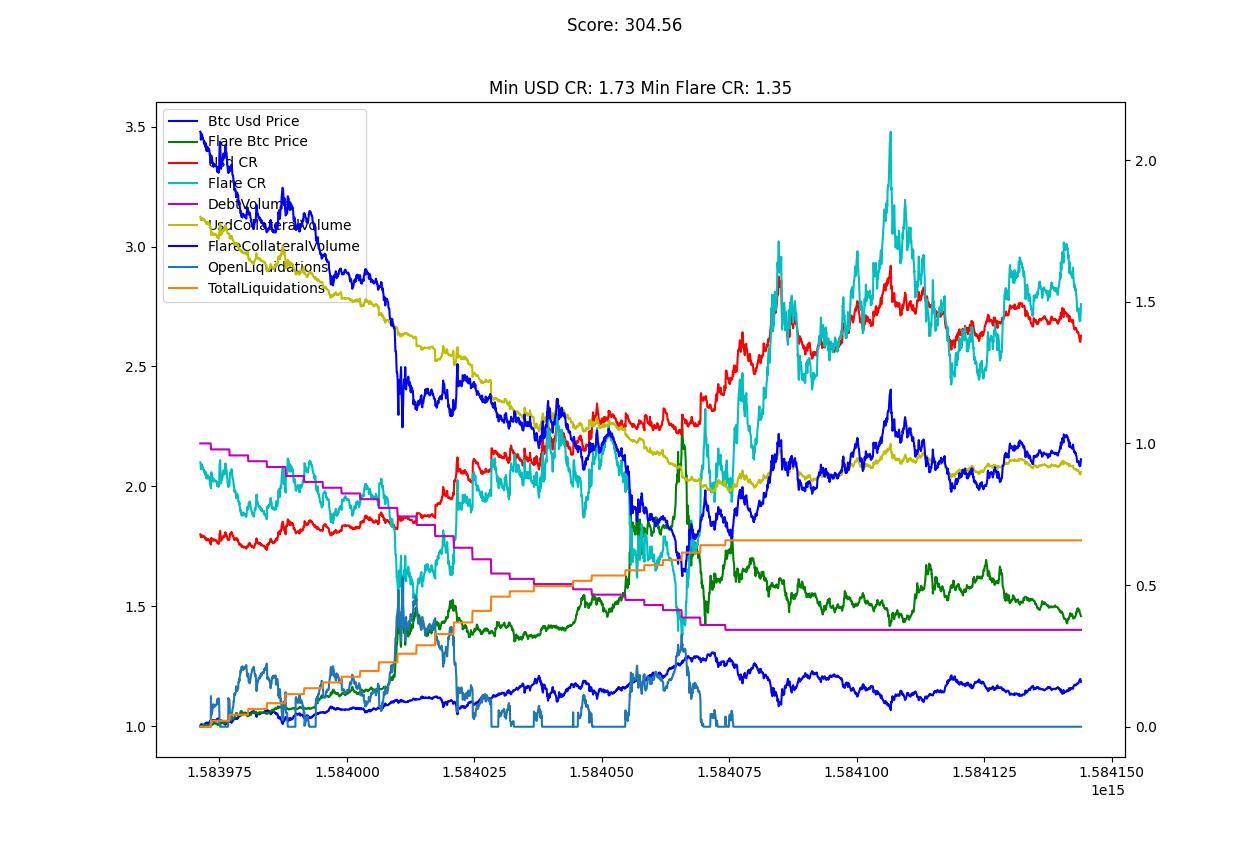 Score: 304.56
Min USD CR: 1.73 Min Flare CR: 1.35
Btc Usd Price
Flare Btc Price
Usd CR
Flare CR
DebtVolume
UsdCollateralVolume
FlareCollateralVolume
OpenLiquidations
TotalLiquidations
3.5
3.0
2.5
2.0
1.5
1.0
2.0
1.5
1.0
0.5
0.0
1.583975
1.584000
1.584025
1.584050
1.584075
1.584100
1.584125
1.584150
1e15